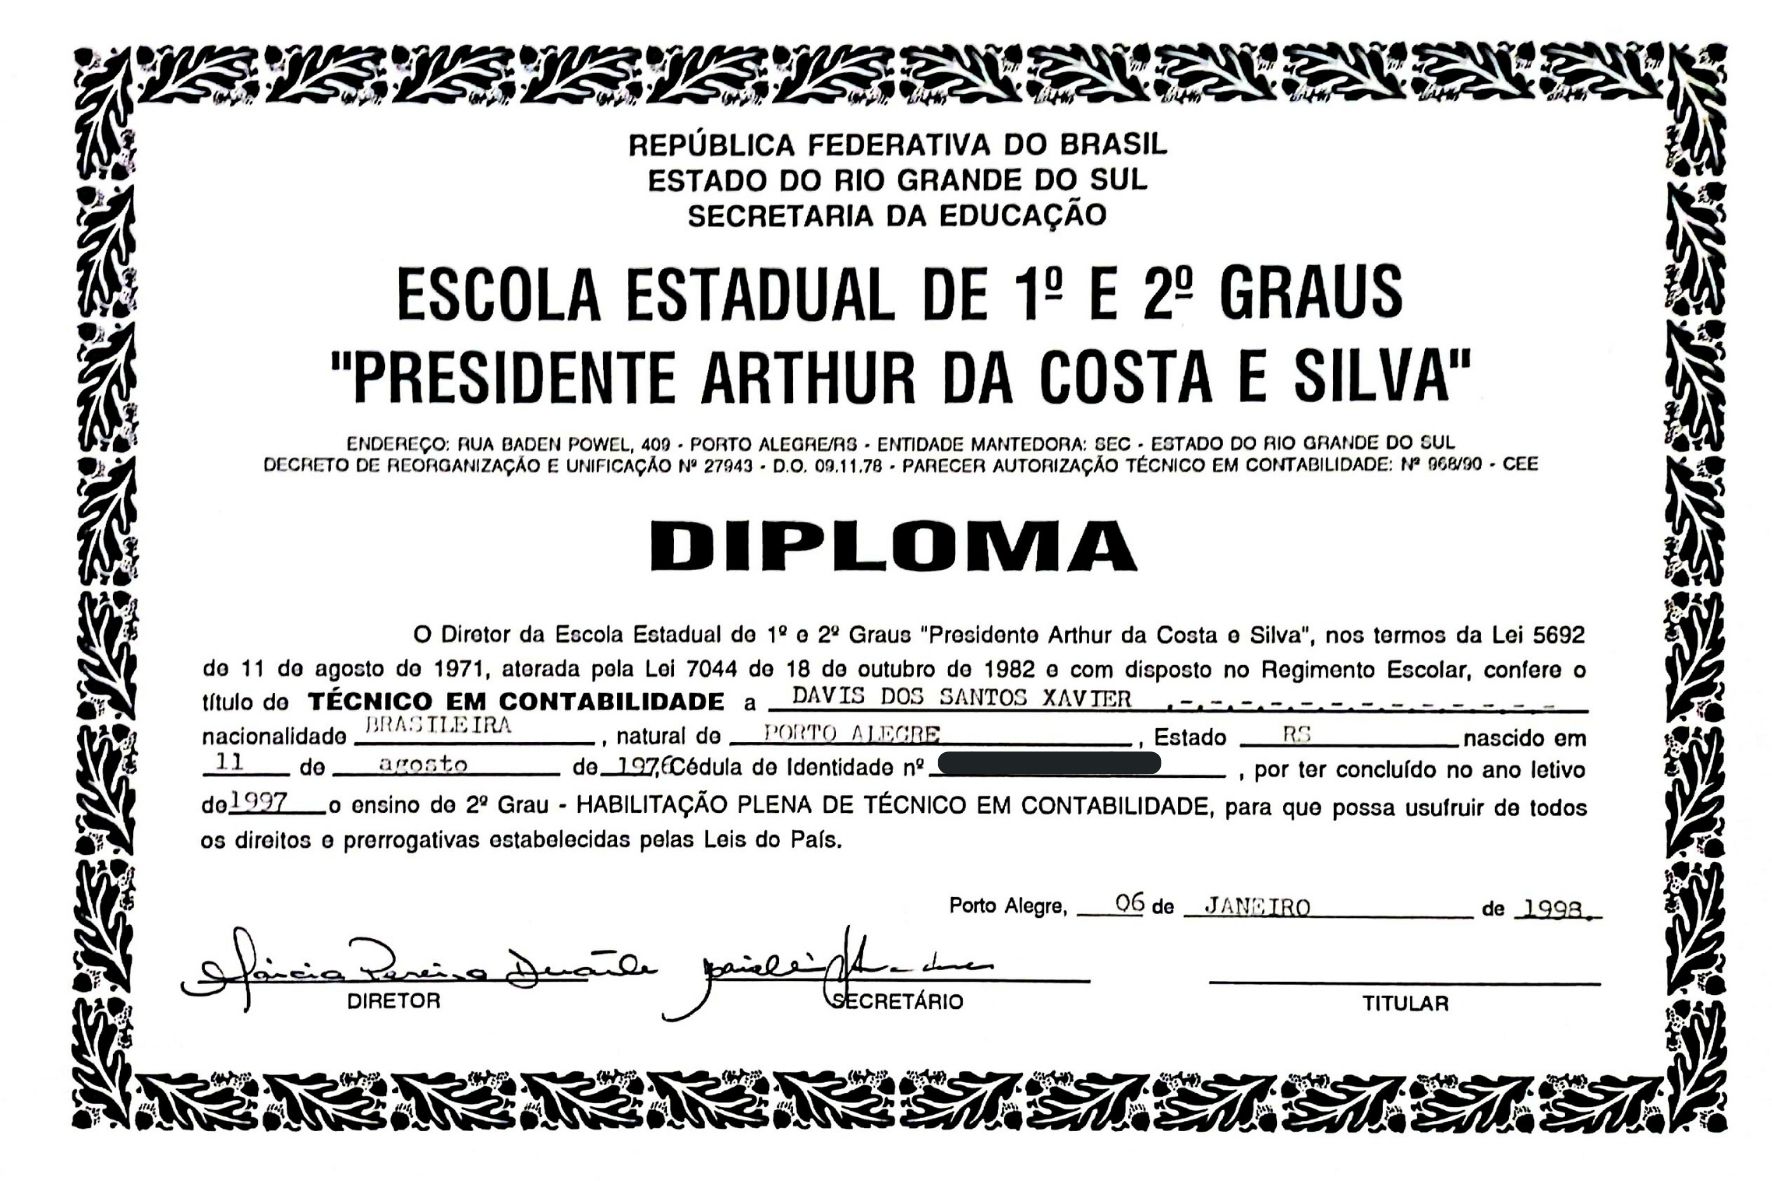 REPÚBLICA FEDERATIVA DO BRASIL
ESTADO DO RIO GRANDE DO SUL
SECRETARIA DA EDUCAÇÃO
ESCOLA ESTADUAL DE 1º E 2º GRAUS
"PRESIDENTE ARTHUR DA COSTA E SILVA"
ENDEREÇO: RUA BADEN POWEL, 409 - PORTO ALEGRE/RS - ENTIDADE MANTEDORA: SEC - ESTADO DO RIO GRANDE DO SUL
DECRETO DE REORGANIZAÇÃO E UNIFICAÇÃO Nº 27943 - D.O. 09.11.78 - PARECER AUTORIZAÇÃO TÉCNICO EM CONTABILIDADE: Nº 968/90 - CEE
DIPLOMA
O Diretor da Escola Estadual de 1º e 2º Graus "Presidente Arthur da Costa e Silva", nos termos da Lei 5692
de 11 de agosto de 1971, aterada pela Lei 7044 de 18 de outubro de 1982 e com disposto no Regimento Escolar, confere o
título de TÉCNICO EM CONTABILIDADE a DAVIS DOS SANTOS XAVIER
nacionalidade BRASILEIRA, natural de PORTO ALEGRE, Estado RS nascido em
11 de agosto de 1976, Cédula de Identidade nº , por ter concluído no ano letivo
de 1997 o ensino de 2º Grau - HABILITAÇÃO PLENA DE TÉCNICO EM CONTABILIDADE, para que possa usufruir de todos
os direitos e prerrogativas estabelecidas pelas Leis do País.
Porto Alegre, 06 de JANEIRO de 1998.
Márcia Pereira Duarte
DIRETOR
SECRETÁRIO
TITULAR